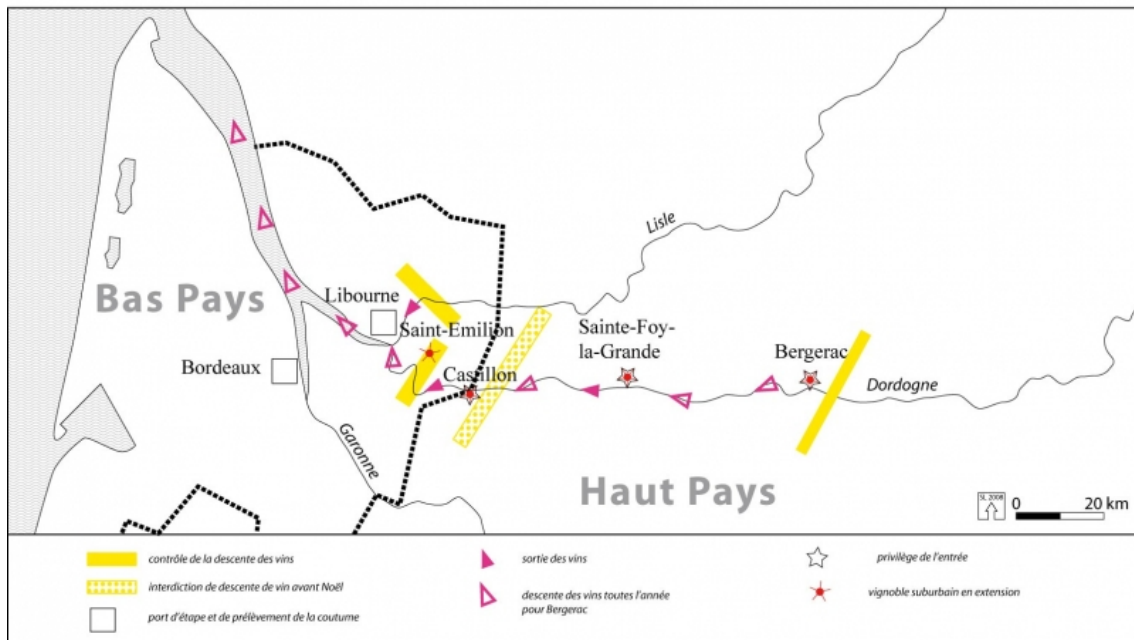 Lisle
Bas Pays
Libourne
Saint-Emilion
Sainte-Foy-
la-Grande
Bergerac
Bordeaux
Castillon
Dordogne
Garonne
Haut Pays
SL 2008
0 20 km
contrôle de la descente des vins
interdiction de descente de vin avant Noël
port d'étape et de prélèvement de la coutume
sortie des vins
descente des vins toutes l'année
pour Bergerac
privilège de l'entrée
vignoble suburbain en extension